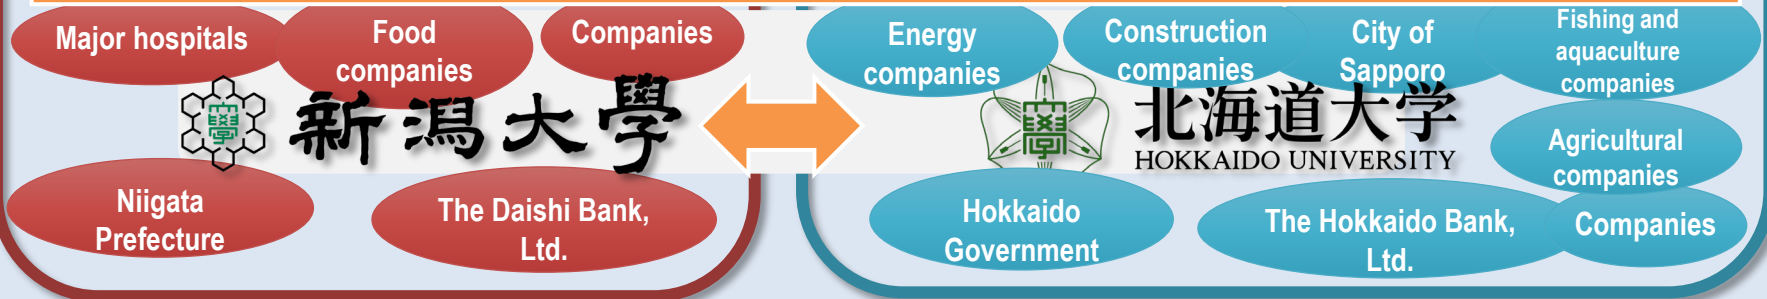 Major hospitals
Food
companies
Companies
新潟大學
Niigata
Prefecture
The Daishi Bank,
Ltd.
Energy
companies
Construction
companies
City of
Sapporo
Fishing and
aquaculture
companies
北海道大学
HOKKAIDO UNIVERSITY
Agricultural
companies
Hokkaido
Government
The Hokkaido Bank,
Ltd.
Companies